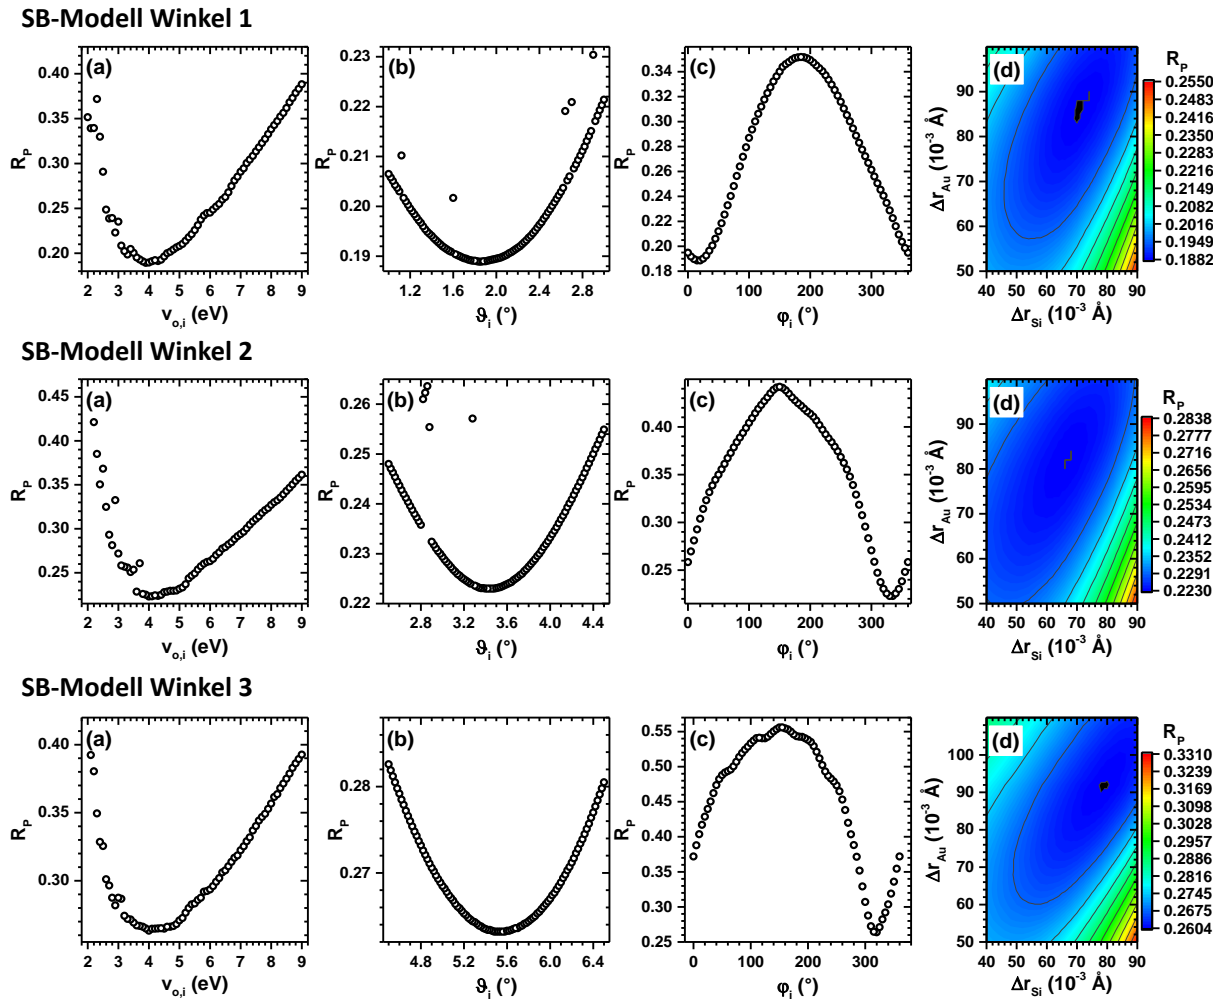 SB-Modell Winkel 1
(a)
R_P
0.40
0.35
0.30
0.25
0.20
2 3 4 5 6 7 8 9
v_o,i (eV)
(b)
R_P
0.23
0.22
0.21
0.20
0.19
1.2 1.6 2.0 2.4 2.8
ϑ_i (°)
(c)
R_P
0.34
0.32
0.30
0.28
0.26
0.24
0.22
0.20
0.18
0 100 200 300
φ_i (°)
(d)
Δr_Au (10⁻³ Å)
90
80
70
60
50
40 50 60 70 80 90
Δr_Si (10⁻³ Å)
R_P
0.2550
0.2483
0.2416
0.2350
0.2283
0.2216
0.2149
0.2082
0.2016
0.1949
0.1882
SB-Modell Winkel 2
(a)
R_P
0.45
0.40
0.35
0.30
0.25
2 3 4 5 6 7 8 9
v_o,i (eV)
(b)
R_P
0.26
0.25
0.24
0.23
0.22
2.8 3.2 3.6 4.0 4.4
ϑ_i (°)
(c)
R_P
0.40
0.35
0.30
0.25
0 100 200 300
φ_i (°)
(d)
Δr_Au (10⁻³ Å)
90
80
70
60
50
40 50 60 70 80 90
Δr_Si (10⁻³ Å)
R_P
0.2838
0.2777
0.2716
0.2656
0.2595
0.2534
0.2473
0.2412
0.2352
0.2291
0.2230
SB-Modell Winkel 3
(a)
R_P
0.40
0.35
0.30
2 3 4 5 6 7 8 9
v_o,i (eV)
(b)
R_P
0.28
0.27
4.8 5.2 5.6 6.0 6.4
ϑ_i (°)
(c)
R_P
0.55
0.50
0.45
0.40
0.35
0.30
0.25
0 100 200 300
φ_i (°)
(d)
Δr_Au (10⁻³ Å)
100
90
80
70
60
50
40 50 60 70 80 90
Δr_Si (10⁻³ Å)
R_P
0.3310
0.3239
0.3169
0.3098
0.3028
0.2957
0.2886
0.2816
0.2745
0.2675
0.2604